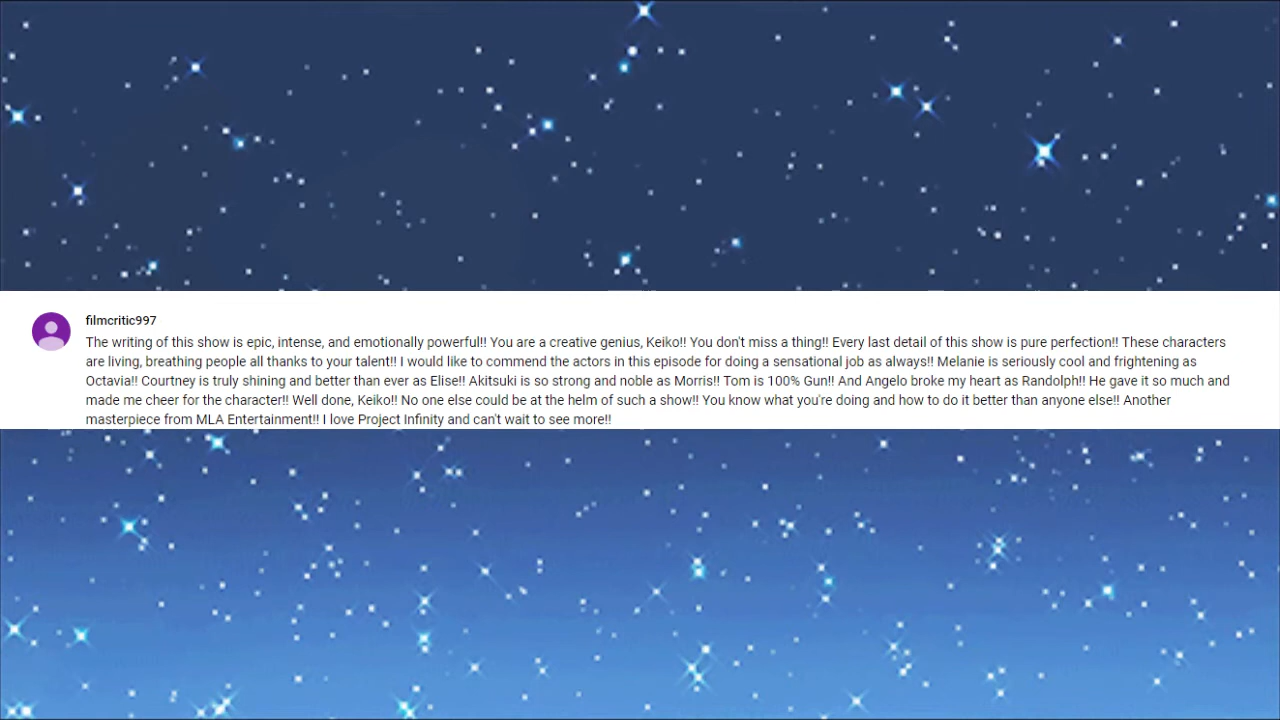 filmcritic997
The writing of this show is epic, intense, and emotionally powerful!! You are a creative genius, Keiko!! You don't miss a thing!! Every last detail of this show is pure perfection!! These characters
are living, breathing people all thanks to your talent!! I would like to commend the actors in this episode for doing a sensational job as always!! Melanie is seriously cool and frightening as
Octavia!! Courtney is truly shining and better than ever as Elise!! Akitsuki is so strong and noble as Morris!! Tom is 100% Gun!! And Angelo broke my heart as Randolph!! He gave it so much and
made me cheer for the character!! Well done, Keiko!! No one else could be at the helm of such a show!! You know what you're doing and how to do it better than anyone else!! Another
masterpiece from MLA Entertainment!! I love Project Infinity and can't wait to see more!!